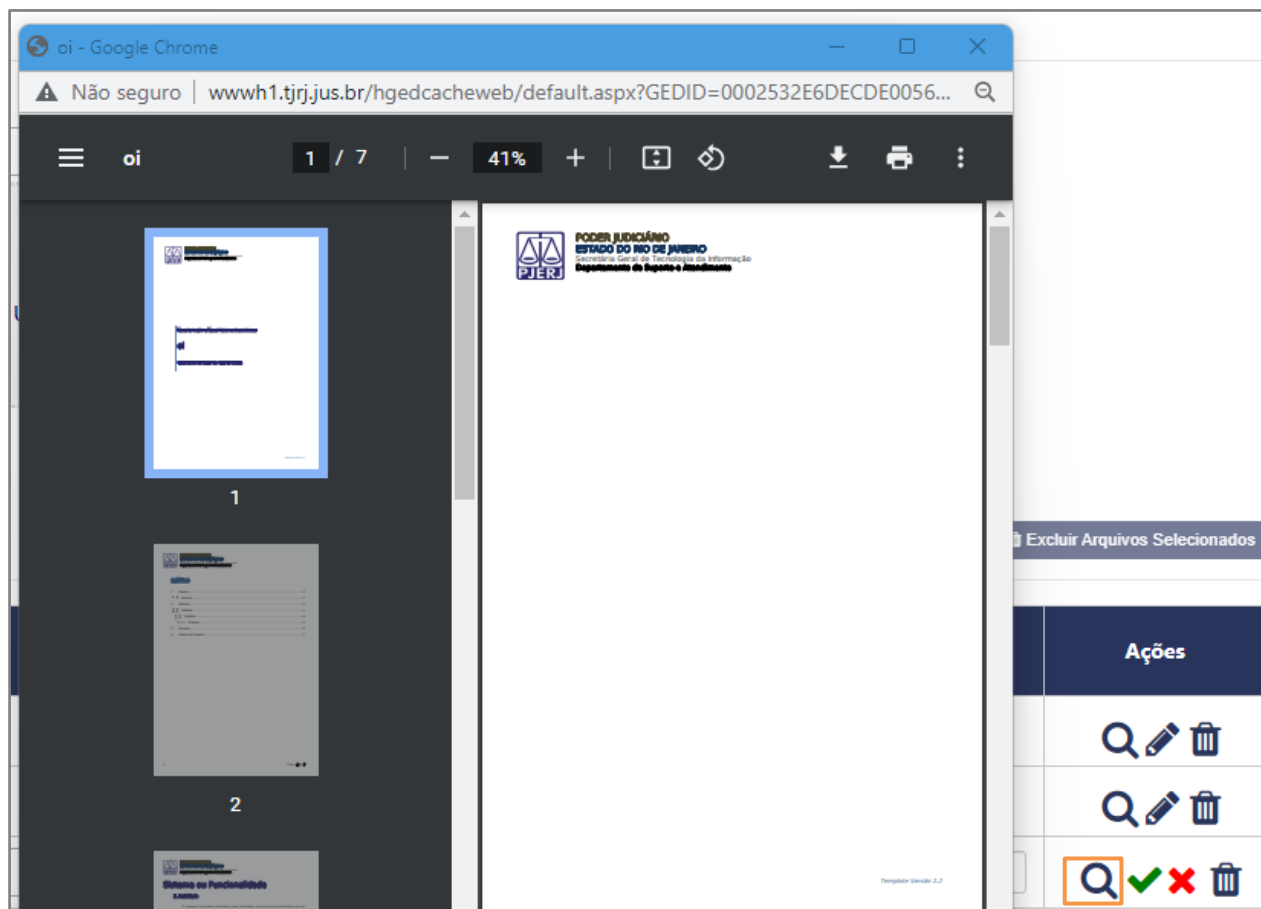 oi - Google Chrome
Não seguro | wwwh1.tjrj.jus.br/hgedcacheweb/default.aspx?GEDID=0002532E6DECDE0056...
oi
1 / 7
41%
PJERJ
PODER JUDICIÁRIO
ESTADO DO RIO DE JANEIRO
Secretária Geral de Tecnologia da Informação
Departamento de Suporte e Atendimento
oi
1
2
Sistema ou Funcionalidade
Template Versão 1.2
Excluir Arquivos Selecionados
Ações